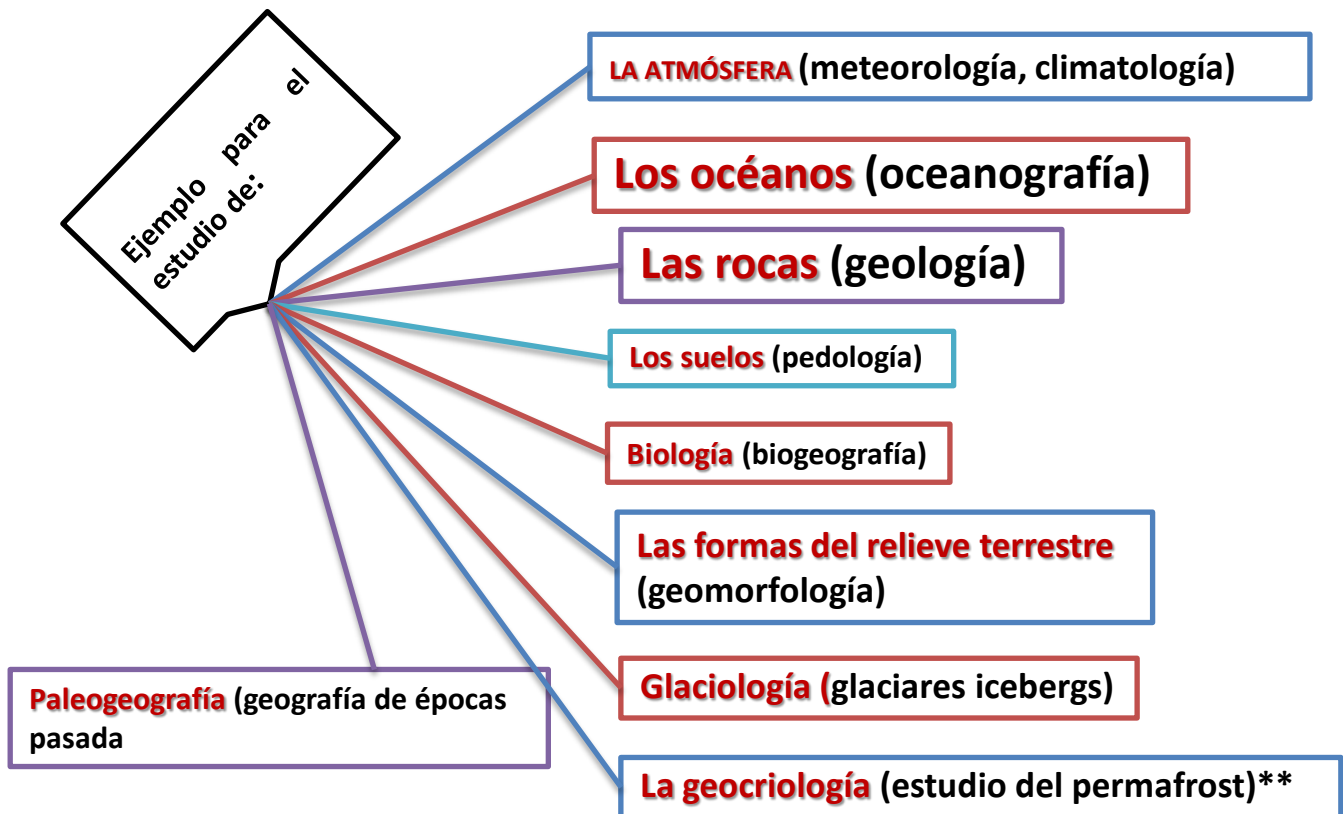 Ejemplo para el
estudio de:
LA ATMÓSFERA (meteorología, climatología)
Los océanos (oceanografía)
Las rocas (geología)
Los suelos (pedología)
Biología (biogeografía)
Las formas del relieve terrestre
(geomorfología)
Glaciología (glaciares icebergs)
La geocriología (estudio del permafrost)**
Paleogeografía (geografía de épocas
pasada